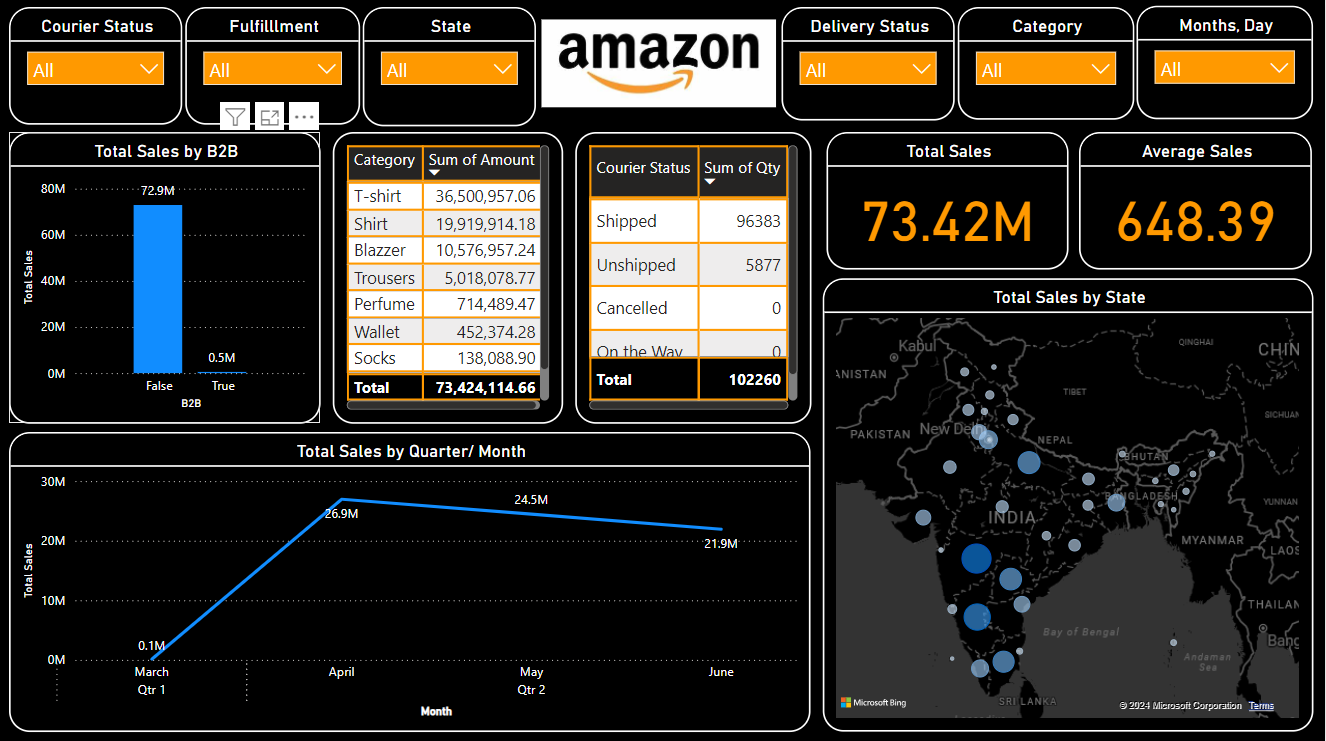 Courier Status
All
Fulfilllment
All
State
All
amazon
Delivery Status
All
Category
All
Months, Day
All
Total Sales by B2B
Total Sales
80M
60M
40M
20M
0M
72.9M
0.5M
False True
B2B
Category Sum of Amount
T-shirt 36,500,957.06
Shirt 19,919,914.18
Blazzer 10,576,957.24
Trousers 5,018,078.77
Perfume 714,489.47
Wallet 452,374.28
Socks 138,088.90
Total 73,424,114.66
Courier Status Sum of Qty
Shipped 96383
Unshipped 5877
Cancelled 0
On the Way 0
Total 102260
Total Sales
73.42M
Average Sales
648.39
Total Sales by Quarter/ Month
Total Sales
30M
20M
10M
0M
0.1M
26.9M
24.5M
21.9M
March April May June
Qtr 1 Qtr 2
Month
Total Sales by State
Kabul
QINGHAI
CHIN
ANISTAN
TIBET
SICHUAN
PAKISTAN
New Delhi
NEPAL
BHUTAN
BANGLADESH
YUNNAN
INDIA
MYANMAR
LAOS
THAILAN
Bay of Bengal
Bang
Andaman
Sea
SRI LANKA
Microsoft Bing
© 2024 Microsoft Corporation Terms